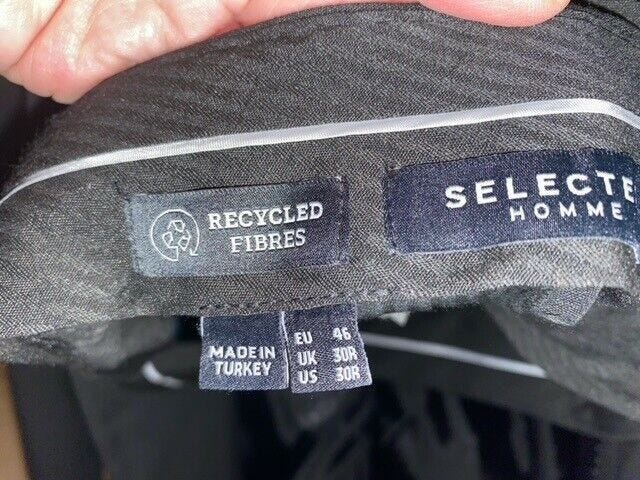 RECYCLED
FIBRES
SELECTE
HOMME
MADE IN
TURKEY
EU 46
UK 30R
US 30R